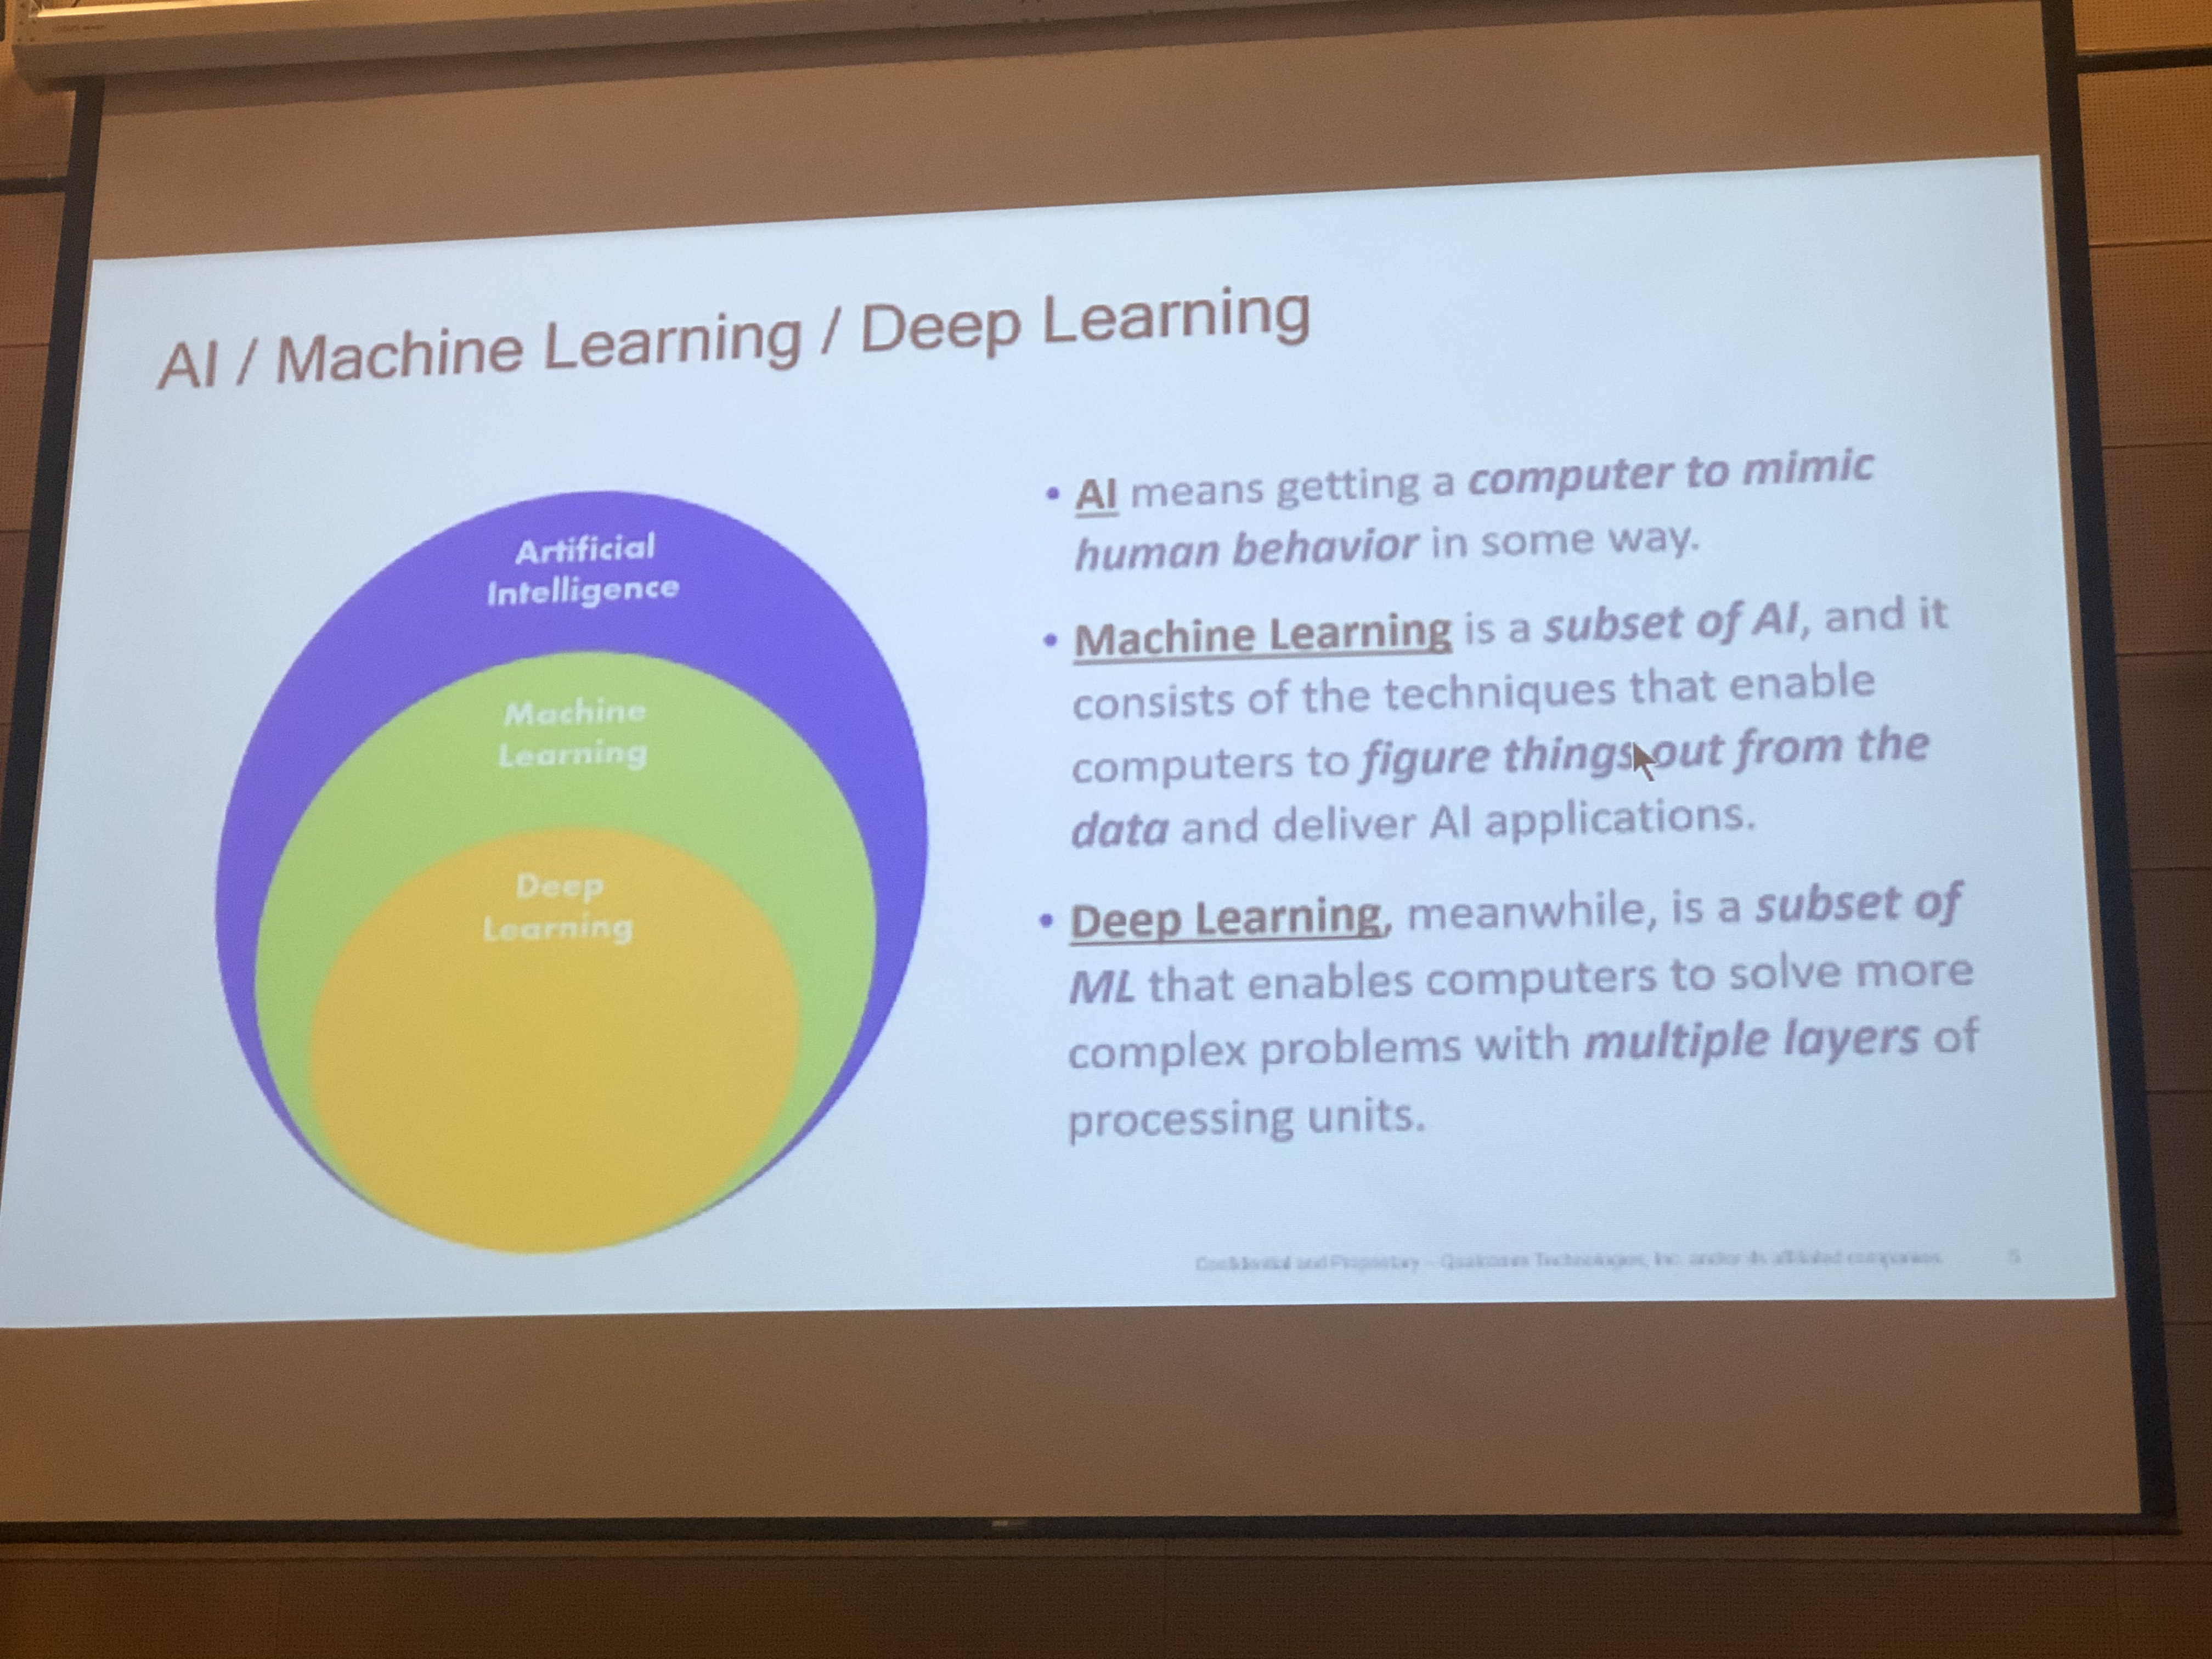 AI / Machine Learning / Deep Learning
Artificial
Intelligence
Machine
Learning
Deep
Learning
• AI means getting a computer to mimic
human behavior in some way.
• Machine Learning is a subset of AI, and it
consists of the techniques that enable
computers to figure things out from the
data and deliver AI applications.
• Deep Learning, meanwhile, is a subset of
ML that enables computers to solve more
complex problems with multiple layers of
processing units.
Confidential and Proprietary – Qualcomm Technologies, Inc. and/or its affiliated companies. 5